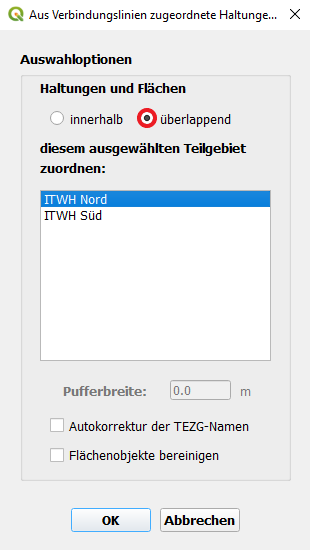 Aus Verbindungslinien zugeordnete Haltunge...
Auswahloptionen
Haltungen und Flächen
innerhalb überlappend
diesem ausgewählten Teilgebiet
zuordnen:
ITWH Nord
ITWH Süd
Pufferbreite: 0.0 m
Autokorrektur der TEZG-Namen
Flächenobjekte bereinigen
OK Abbrechen